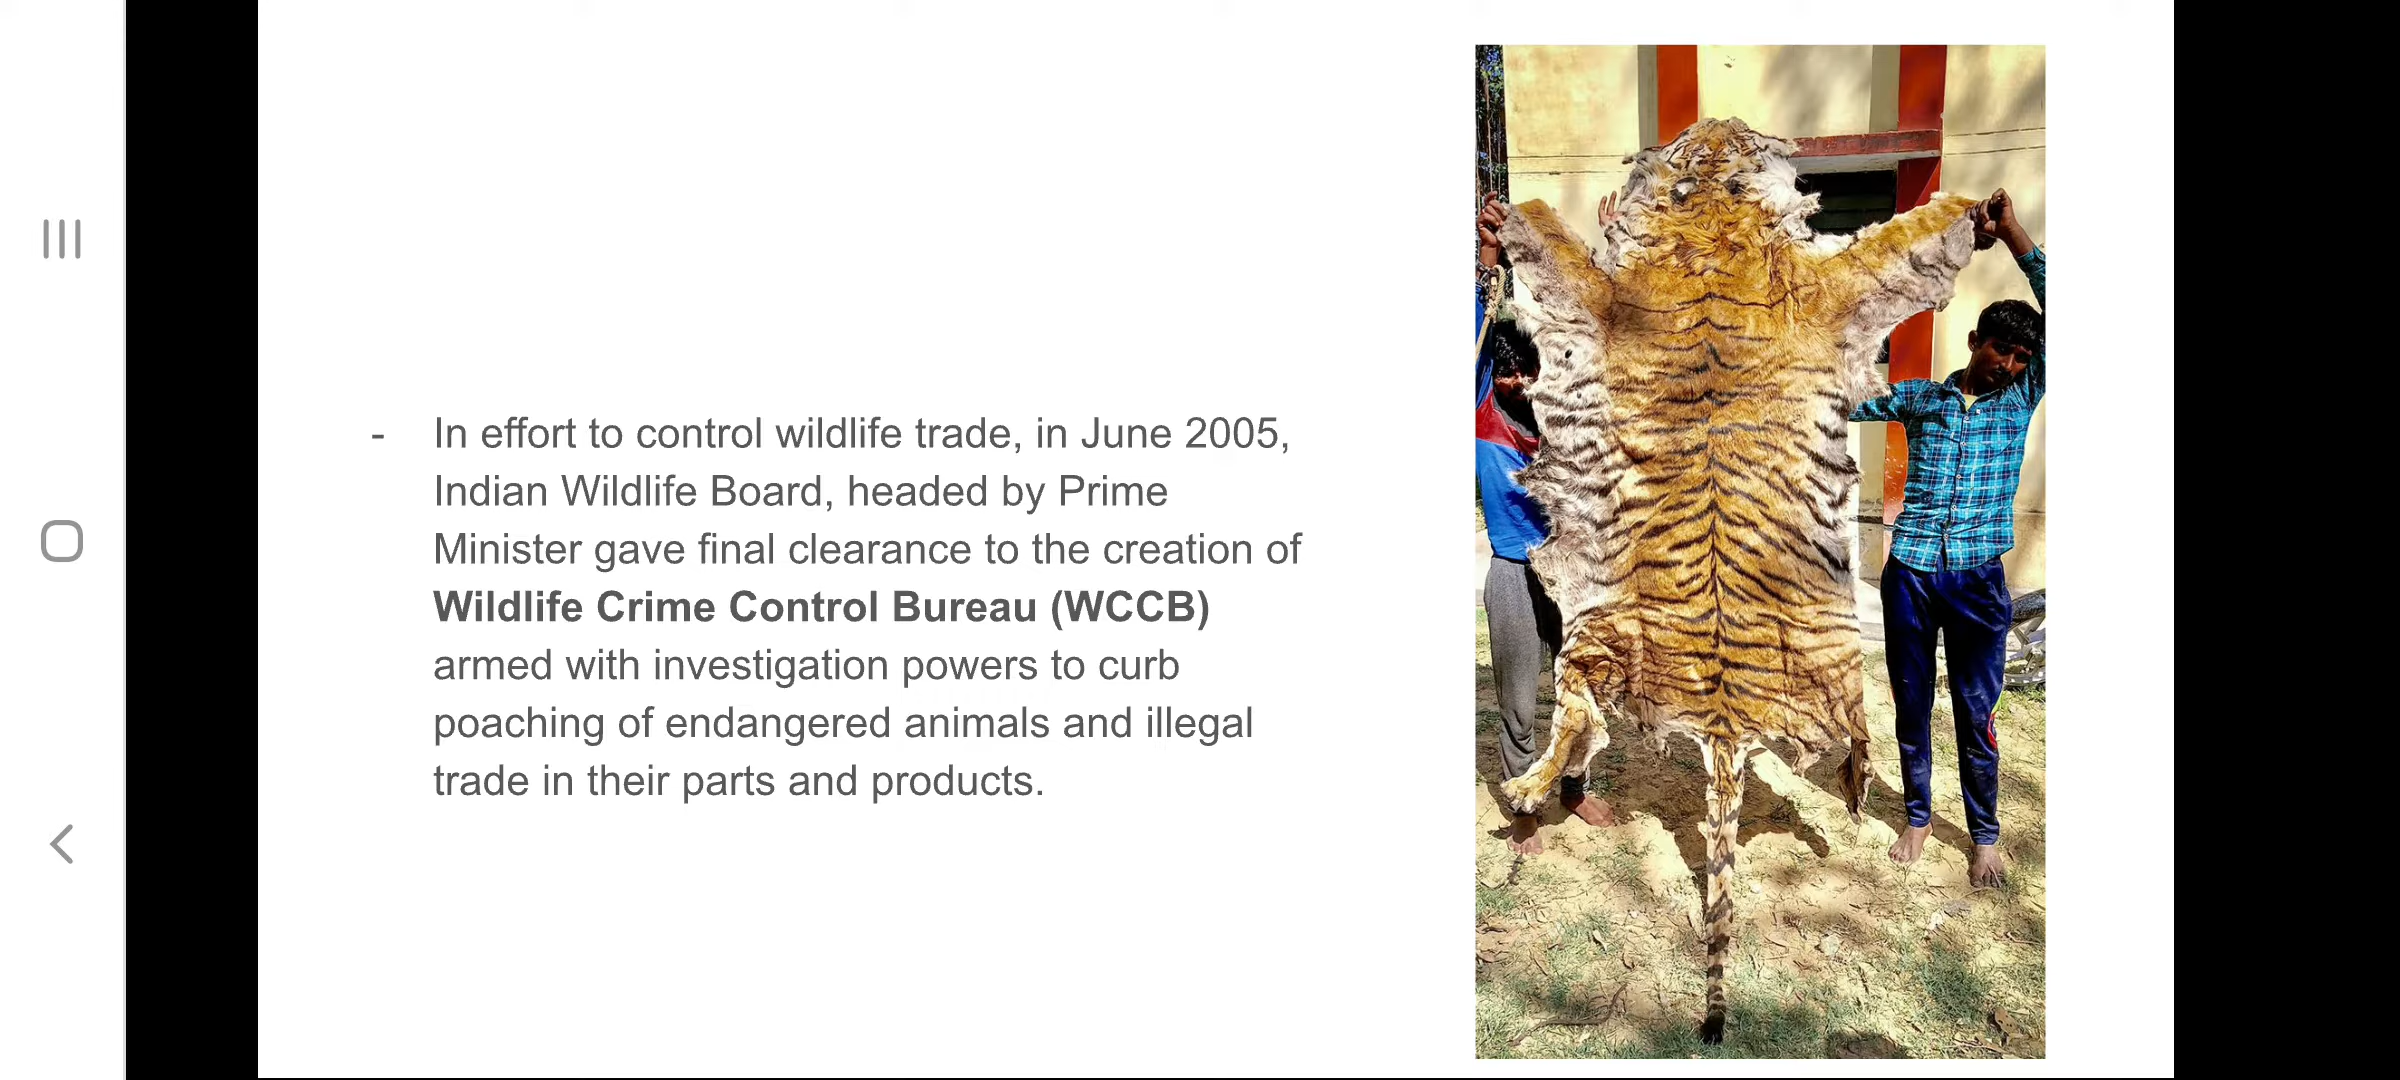 - In effort to control wildlife trade, in June 2005,
Indian Wildlife Board, headed by Prime
Minister gave final clearance to the creation of
Wildlife Crime Control Bureau (WCCB)
armed with investigation powers to curb
poaching of endangered animals and illegal
trade in their parts and products.